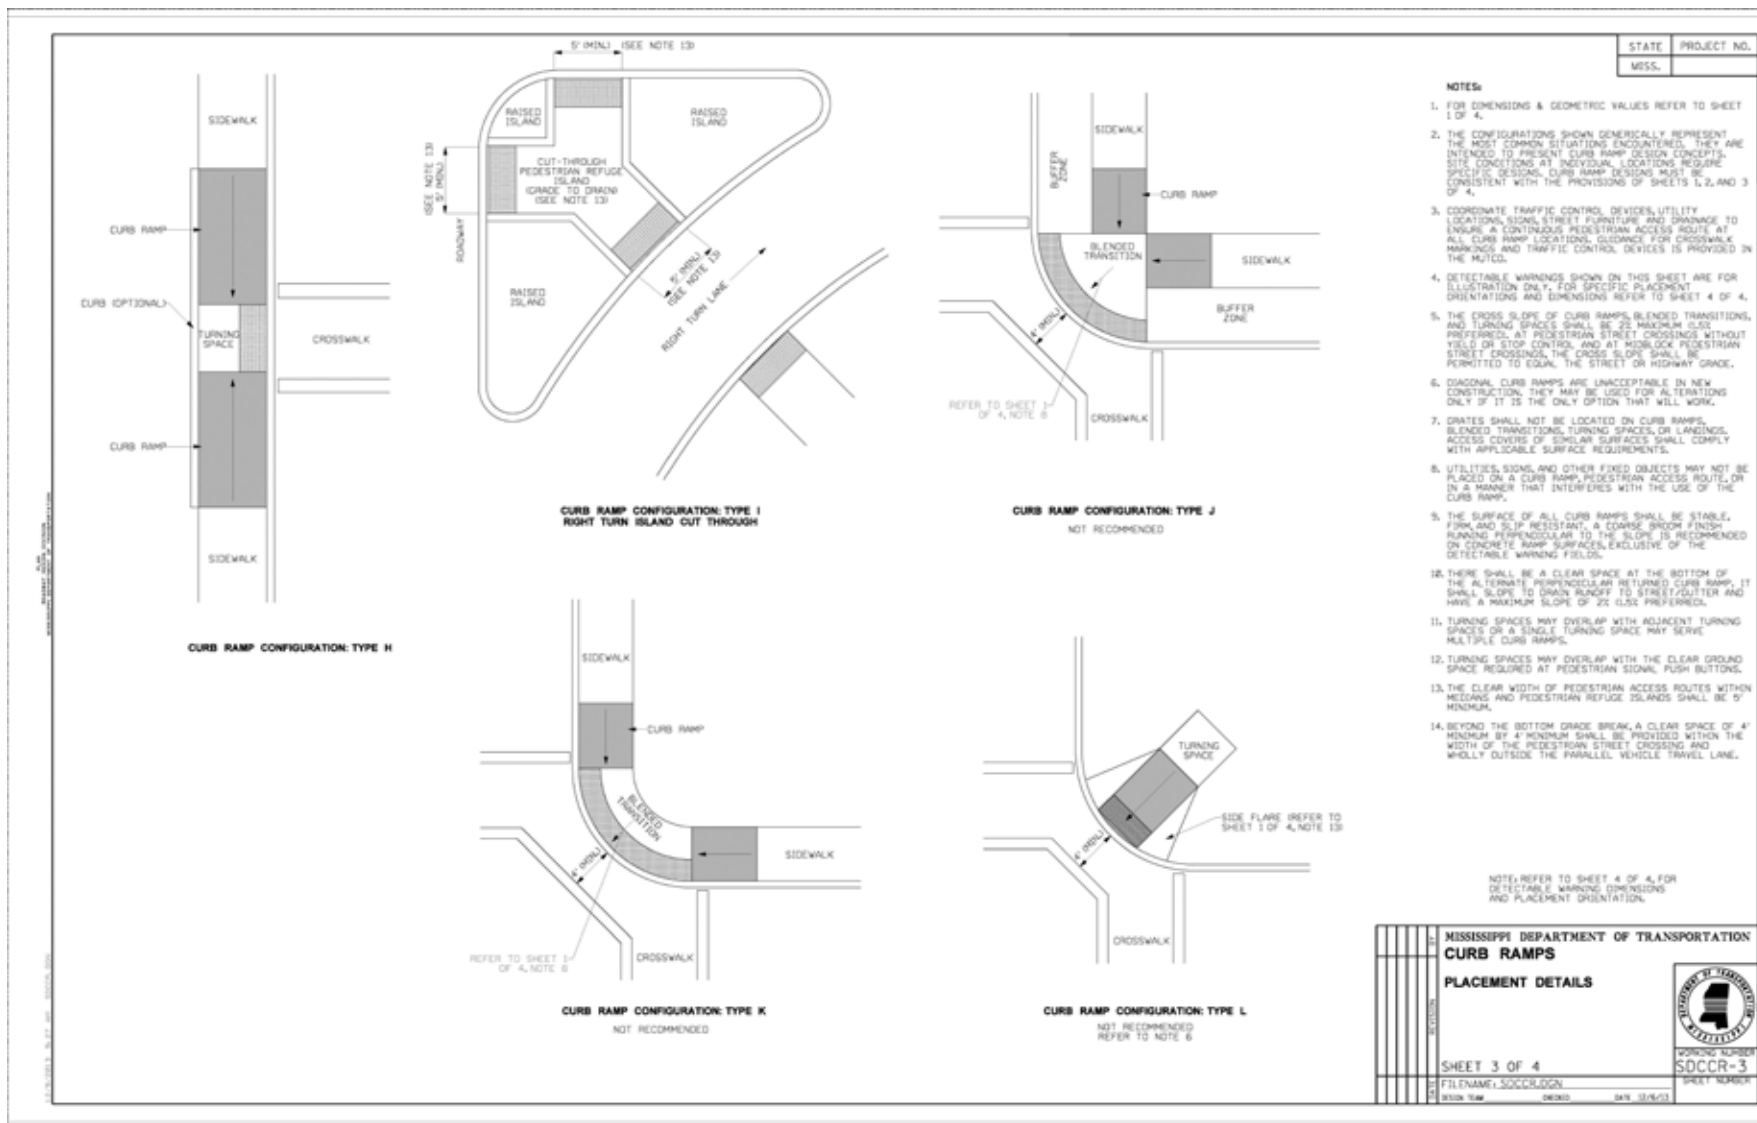 STATE PROJECT NO.
MISS.
5' (MIN.) (SEE NOTE 13)
SIDEWALK
CURB RAMP
CURB (OPTIONAL)
TURNING
SPACE
CROSSWALK
CURB RAMP
SIDEWALK
CURB RAMP CONFIGURATION: TYPE H
RAISED
ISLAND
RAISED
ISLAND
(SEE NOTE 13)
5' (MIN.)
CUT-THROUGH
PEDESTRIAN REFUGE
ISLAND
(GRADE TO DRAIN)
(SEE NOTE 13)
ROADWAY
RAISED
ISLAND
5' (MIN.)
(SEE NOTE 13)
RIGHT TURN LANE
CURB RAMP CONFIGURATION: TYPE I
RIGHT TURN ISLAND CUT THROUGH
SIDEWALK
BUFFER
ZONE
CURB RAMP
BLENDED
TRANSITION
SIDEWALK
BUFFER
ZONE
4' (MIN.)
REFER TO SHEET 1
OF 4, NOTE 8
CROSSWALK
CURB RAMP CONFIGURATION: TYPE J
NOT RECOMMENDED
SIDEWALK
CURB RAMP
BLENDED
TRANSITION
SIDEWALK
4' (MIN.)
REFER TO SHEET 1
OF 4, NOTE 8
CROSSWALK
CURB RAMP CONFIGURATION: TYPE K
NOT RECOMMENDED
TURNING
SPACE
SIDE FLARE (REFER TO
SHEET 1 OF 4, NOTE 13)
4' (MIN.)
CROSSWALK
CURB RAMP CONFIGURATION: TYPE L
NOT RECOMMENDED
REFER TO NOTE 6
NOTES:
1. FOR DIMENSIONS & GEOMETRIC VALUES REFER TO SHEET
1 OF 4.
2. THE CONFIGURATIONS SHOWN GENERICALLY REPRESENT
THE MOST COMMON SITUATIONS ENCOUNTERED. THEY ARE
INTENDED TO PRESENT CURB RAMP DESIGN CONCEPTS.
SITE CONDITIONS AT INDIVIDUAL LOCATIONS REQUIRE
SPECIFIC DESIGNS. CURB RAMP DESIGNS MUST BE
CONSISTENT WITH THE PROVISIONS OF SHEETS 1, 2, AND 3
OF 4.
3. COORDINATE TRAFFIC CONTROL DEVICES, UTILITY
LOCATIONS, SIGNS, STREET FURNITURE AND DRAINAGE TO
ENSURE A CONTINUOUS PEDESTRIAN ACCESS ROUTE AT
ALL CURB RAMP LOCATIONS. GUIDANCE FOR CROSSWALK
MARKINGS AND TRAFFIC CONTROL DEVICES IS PROVIDED IN
THE MUTCD.
4. DETECTABLE WARNINGS SHOWN ON THIS SHEET ARE FOR
ILLUSTRATION ONLY. FOR SPECIFIC PLACEMENT
ORIENTATIONS AND DIMENSIONS REFER TO SHEET 4 OF 4.
5. THE CROSS SLOPE OF CURB RAMPS, BLENDED TRANSITIONS,
AND TURNING SPACES SHALL BE 2% MAXIMUM (1.5%
PREFERRED). AT PEDESTRIAN STREET CROSSINGS WITHOUT
YIELD OR STOP CONTROL AND AT MIDBLOCK PEDESTRIAN
STREET CROSSINGS, THE CROSS SLOPE SHALL BE
PERMITTED TO EQUAL THE STREET OR HIGHWAY GRADE.
6. DIAGONAL CURB RAMPS ARE UNACCEPTABLE IN NEW
CONSTRUCTION. THEY MAY BE USED FOR ALTERATIONS
ONLY IF IT IS THE ONLY OPTION THAT WILL WORK.
7. GRATES SHALL NOT BE LOCATED ON CURB RAMPS,
BLENDED TRANSITIONS, TURNING SPACES, OR LANDINGS.
ACCESS COVERS OF SIMILAR SURFACES SHALL COMPLY
WITH APPLICABLE SURFACE REQUIREMENTS.
8. UTILITIES, SIGNS, AND OTHER FIXED OBJECTS MAY NOT BE
PLACED ON A CURB RAMP, PEDESTRIAN ACCESS ROUTE, OR
IN A MANNER THAT INTERFERES WITH THE USE OF THE
CURB RAMP.
9. THE SURFACE OF ALL CURB RAMPS SHALL BE STABLE,
FIRM, AND SLIP RESISTANT. A COARSE BROOM FINISH
RUNNING PERPENDICULAR TO THE SLOPE IS RECOMMENDED
ON CONCRETE RAMP SURFACES, EXCLUSIVE OF THE
DETECTABLE WARNING FIELDS.
10. THERE SHALL BE A CLEAR SPACE AT THE BOTTOM OF
THE ALTERNATE PERPENDICULAR RETURNED CURB RAMP. IT
SHALL SLOPE TO DRAIN RUNOFF TO STREET/GUTTER AND
HAVE A MAXIMUM SLOPE OF 2% (1.5% PREFERRED).
11. TURNING SPACES MAY OVERLAP WITH ADJACENT TURNING
SPACES OR A SINGLE TURNING SPACE MAY SERVE
MULTIPLE CURB RAMPS.
12. TURNING SPACES MAY OVERLAP WITH THE CLEAR GROUND
SPACE REQUIRED AT PEDESTRIAN SIGNAL PUSH BUTTONS.
13. THE CLEAR WIDTH OF PEDESTRIAN ACCESS ROUTES WITHIN
MEDIANS AND PEDESTRIAN REFUGE ISLANDS SHALL BE 5'
MINIMUM.
14. BEYOND THE BOTTOM GRADE BREAK, A CLEAR SPACE OF 4'
MINIMUM BY 4' MINIMUM SHALL BE PROVIDED WITHIN THE
WIDTH OF THE PEDESTRIAN STREET CROSSING AND
WHOLLY OUTSIDE THE PARALLEL VEHICLE TRAVEL LANE.
NOTE: REFER TO SHEET 4 OF 4, FOR
DETECTABLE WARNING DIMENSIONS
AND PLACEMENT ORIENTATION.
BY
REVISION
DATE
MISSISSIPPI DEPARTMENT OF TRANSPORTATION
CURB RAMPS
PLACEMENT DETAILS
DEPARTMENT OF TRANSPORTATION
MISSISSIPPI
SHEET 3 OF 4
WORKING NUMBER
SDCCR-3
FILENAME: SDCCR.DGN
SHEET NUMBER
DESIGN TEAM CHECKED DATE 12/6/13